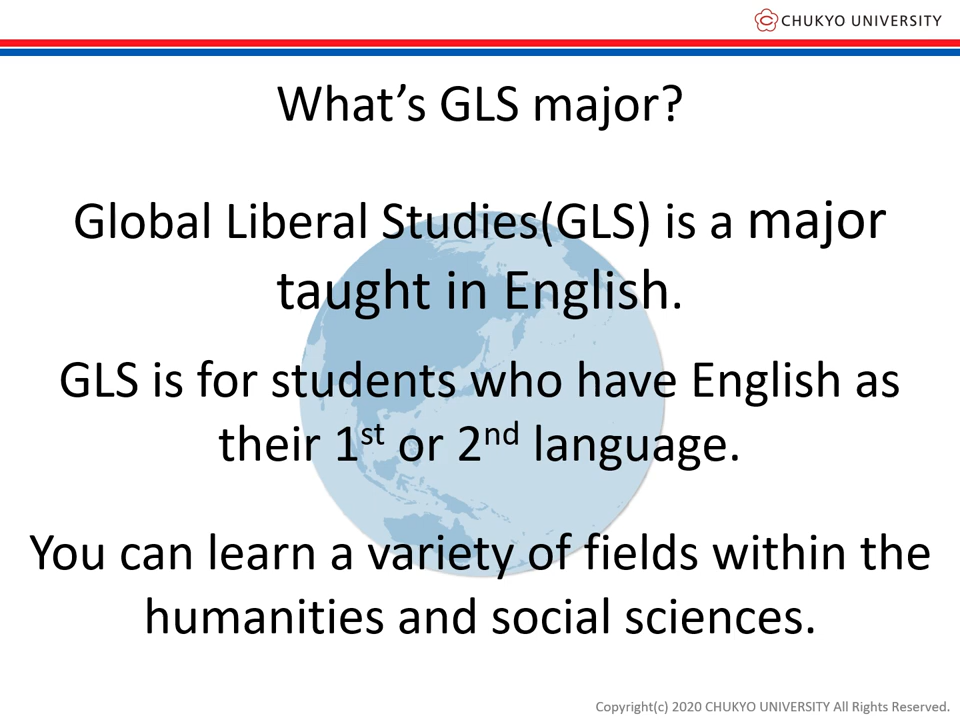 CHUKYO UNIVERSITY
What’s GLS major?
Global Liberal Studies(GLS) is a major
taught in English.
GLS is for students who have English as
their 1st or 2nd language.
You can learn a variety of fields within the
humanities and social sciences.
Copyright(c) 2020 CHUKYO UNIVERSITY All Rights Reserved.